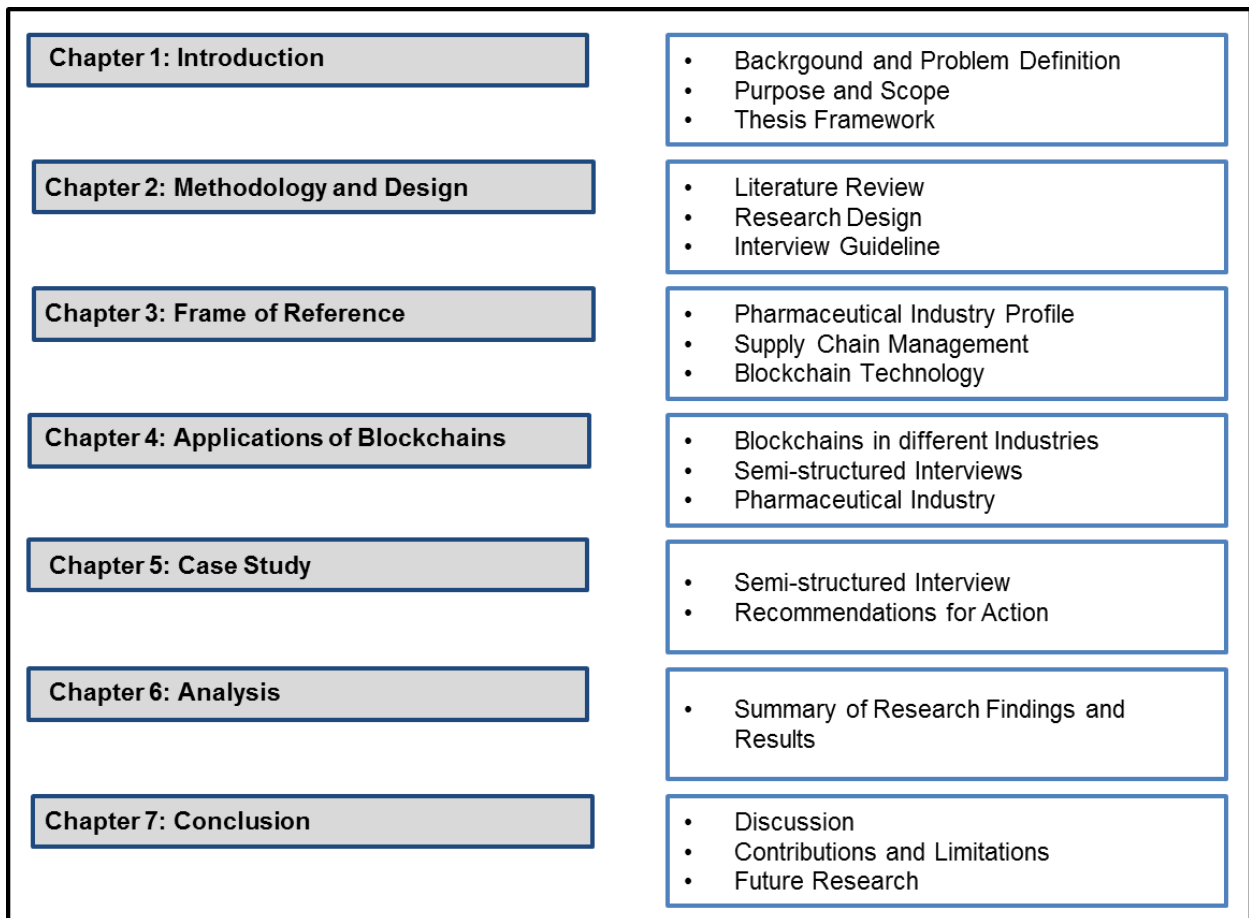 Chapter 1: Introduction
• Backrgound and Problem Definition
• Purpose and Scope
• Thesis Framework
Chapter 2: Methodology and Design
• Literature Review
• Research Design
• Interview Guideline
Chapter 3: Frame of Reference
• Pharmaceutical Industry Profile
• Supply Chain Management
• Blockchain Technology
Chapter 4: Applications of Blockchains
• Blockchains in different Industries
• Semi-structured Interviews
• Pharmaceutical Industry
Chapter 5: Case Study
• Semi-structured Interview
• Recommendations for Action
Chapter 6: Analysis
• Summary of Research Findings and
Results
Chapter 7: Conclusion
• Discussion
• Contributions and Limitations
• Future Research